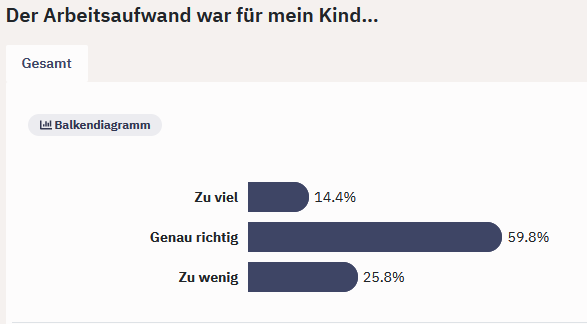 Der Arbeitsaufwand war für mein Kind...
Gesamt
Balkendiagramm
Zu viel 14.4%
Genau richtig 59.8%
Zu wenig 25.8%